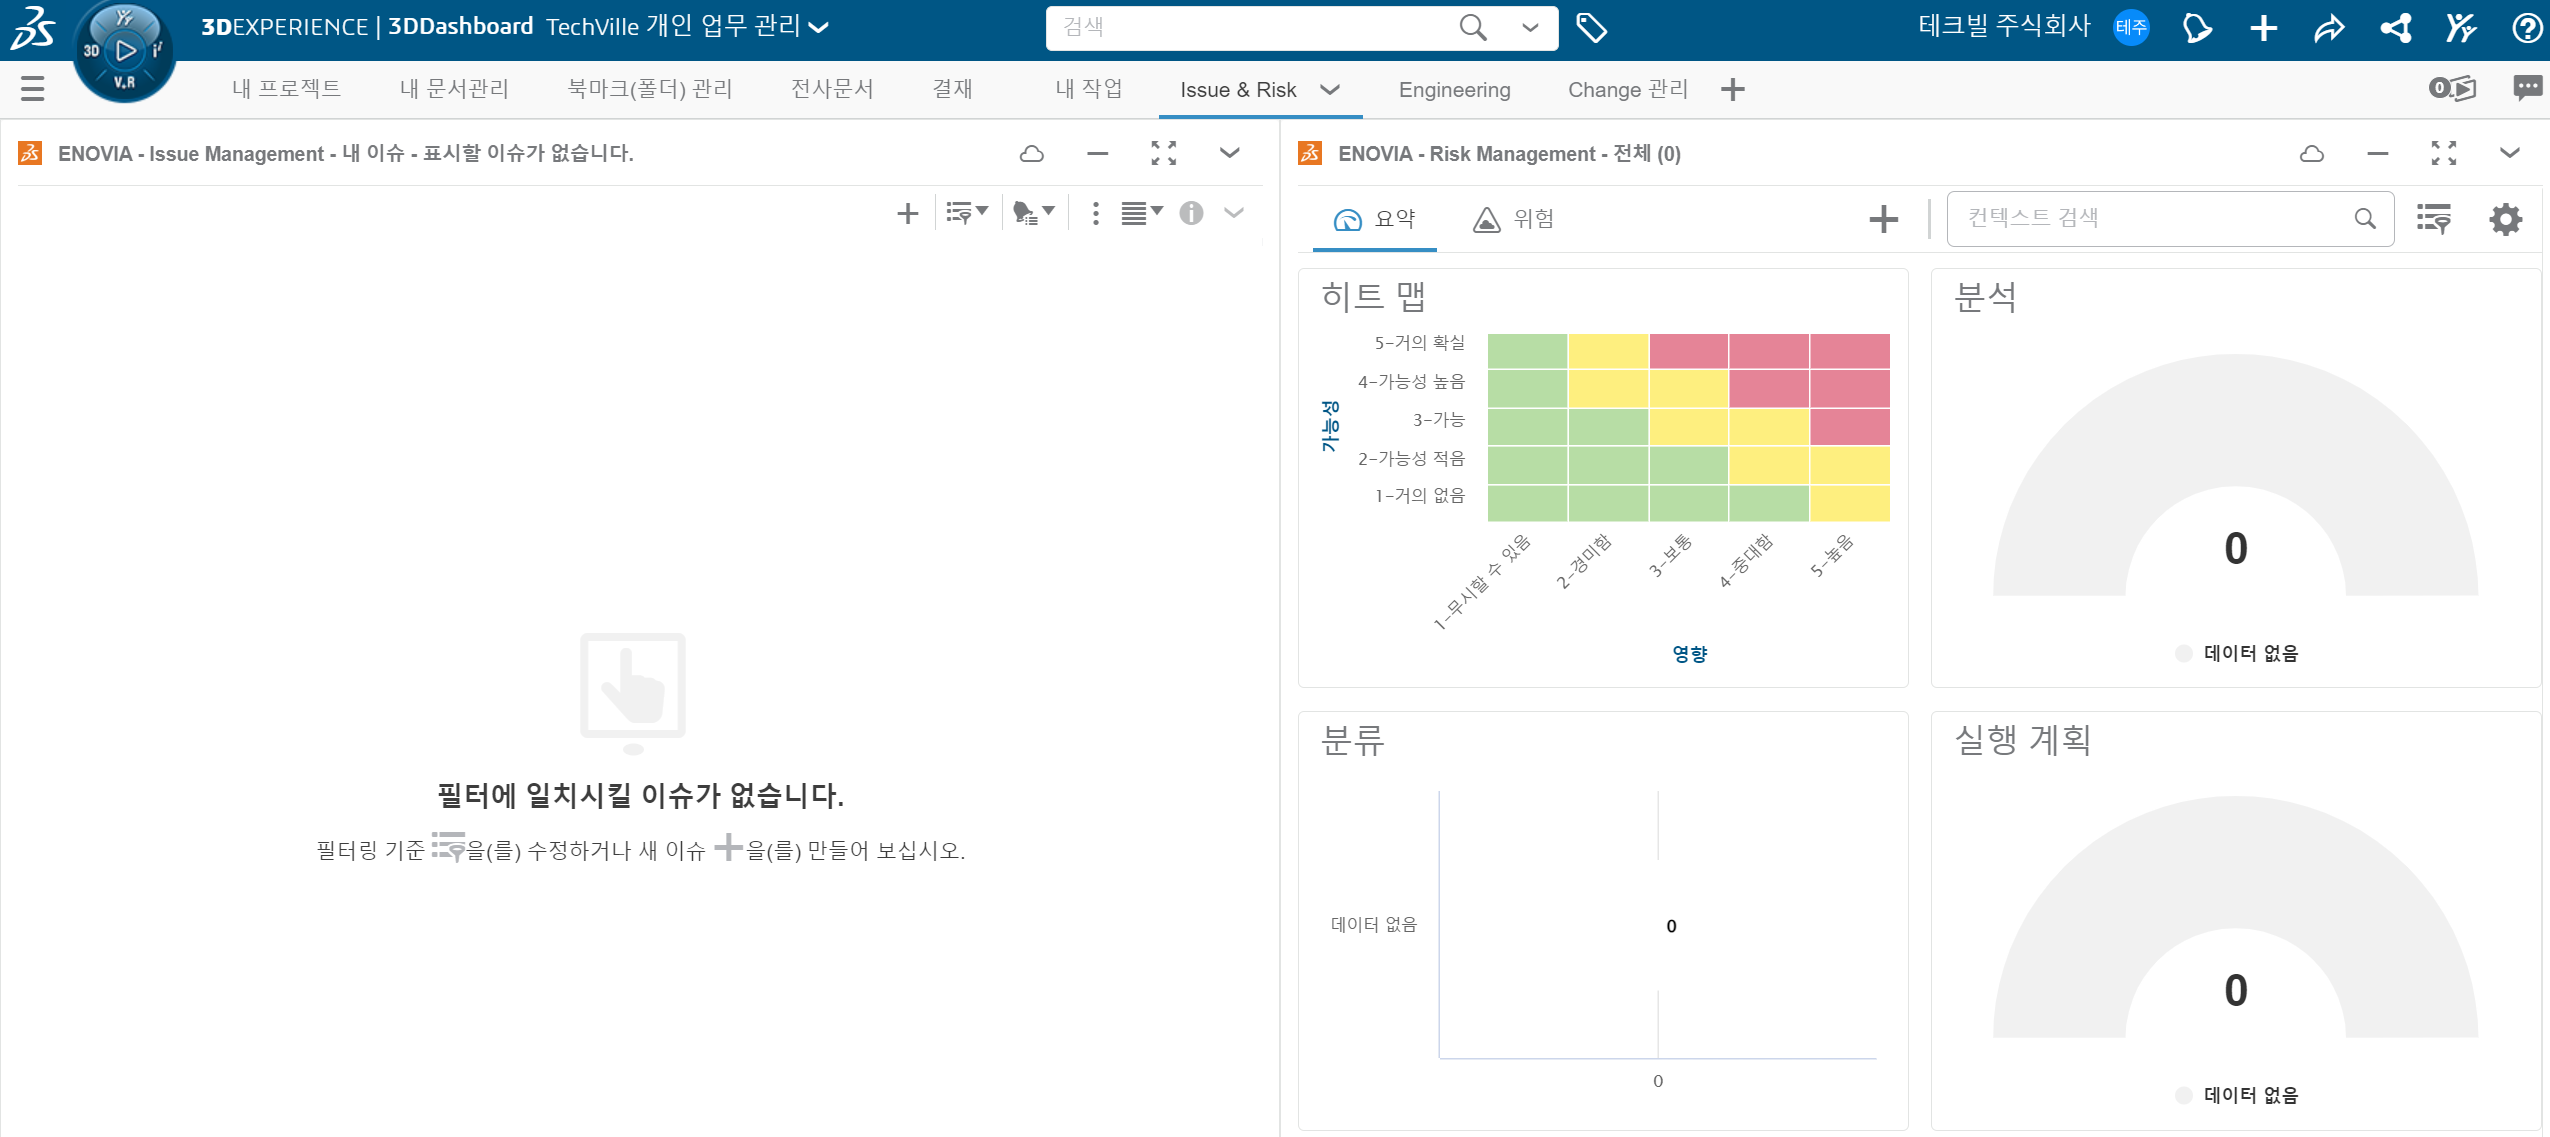 3DEXPERIENCE | 3DDashboard TechVille 개인 업무 관리
검색
테크빌 주식회사 테주
3D V.R i²
내 프로젝트 내 문서관리 북마크(폴더) 관리 전사문서 결재 내 작업 Issue & Risk Engineering Change 관리
0
ENOVIA - Issue Management - 내 이슈 - 표시할 이슈가 없습니다.
필터에 일치시킬 이슈가 없습니다.
필터링 기준 을(를) 수정하거나 새 이슈 을(를) 만들어 보십시오.
ENOVIA - Risk Management - 전체 (0)
요약 위험 컨텍스트 검색
히트 맵
가능성
5-거의 확실
4-가능성 높음
3-가능
2-가능성 적음
1-거의 없음
1-무시할 수 있음
2-경미함
3-보통
4-중대함
5-높음
영향
분석
0
데이터 없음
분류
데이터 없음
0
0
실행 계획
0
데이터 없음